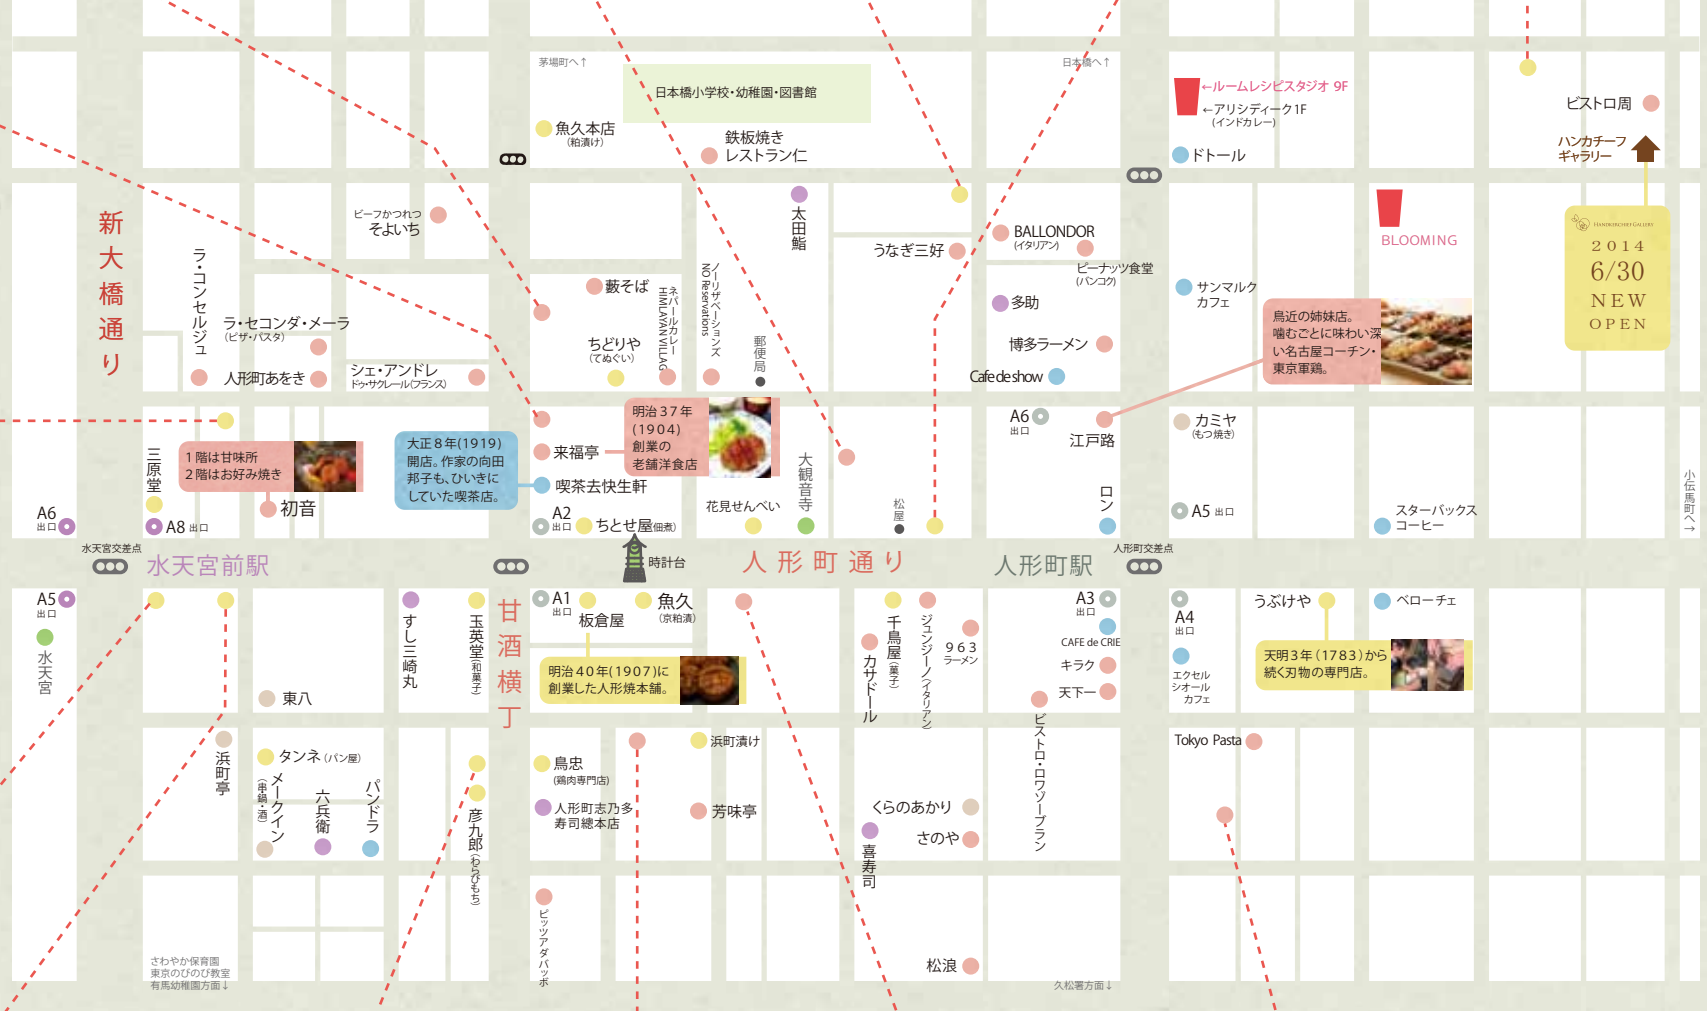 茅場町へ↑
日本橋へ↑
日本橋小学校・幼稚園・図書館
魚久本店
(粕漬け)
鉄板焼き
レストラン仁
←ルームレシピスタジオ 9F
←アリシディーク1F
(インドカレー)
ドトール
ビストロ周
ハンカチーフ
ギャラリー
HANDKERCHIEF GALLERY
2014
6/30
NEW
OPEN
BLOOMING
新大橋通り
ビーフかつれつ
そよいち
太田鮨
うなぎ三好
BALLONDOR
(イタリアン)
ピーナッツ食堂
(バンコク)
多助
サンマルク
カフェ
ラ・コンセルジュ
ラ・セコンダ・メーラ
(ピザ・パスタ)
人形町あをき
シェ・アンドレ
ドゥ・サクレール(フランス)
藪そば
ちどりや
(てぬぐい)
ネパールカレー
HIMLAYAN VILLAG
ノーリザベーションズ
NO Reservations
郵便局
博多ラーメン
Cafe de show
鳥近の姉妹店。
噛むごとに味わい深
い名古屋コーチン・
東京軍鶏。
A6
出口
江戸路
カミヤ
(もつ焼き)
三原堂
1階は甘味所
2階はお好み焼き
初音
大正8年(1919)
開店。作家の向田
邦子も、ひいきに
していた喫茶店。
来福亭
明治37年
(1904)
創業の
老舗洋食店
喫茶去快生軒
大観音寺
花見せんべい
松屋
ロン
A5 出口
スターバックス
コーヒー
小伝馬町へ→
A6
出口
A8 出口
A2
出口
ちとせ屋(佃煮)
水天宮交差点
水天宮前駅
時計台
人形町通り
人形町駅
人形町交差点
A5
出口
水天宮
すし三崎丸
玉英堂(和菓子)
甘酒横丁
A1
出口
板倉屋
魚久
(京粕漬)
明治40年(1907)に
創業した人形焼本舗。
千鳥屋(菓子)
カサドール
ジュンジーノ(イタリアン)
963
ラーメン
A3
出口
CAFE de CRIE
キラク
天下一
ビストロ・ロワゾーブラン
A4
出口
エクセル
シオール
カフェ
うぶけや
ベローチェ
天明3年(1783)から
続く刃物の専門店。
東八
浜町亭
タンネ(パン屋)
メークイン
(串鍋・酒)
六兵衛
パンドラ
彦九郎(わらびもち)
鳥忠
(鶏肉専門店)
人形町志乃多
寿司總本店
浜町漬け
芳味亭
くらのあかり
さのや
喜寿司
Tokyo Pasta
ピッツアダバッボ
松浪
さわやか保育園
東京のびのび教室
有馬幼稚園方面↓
久松署方面↓